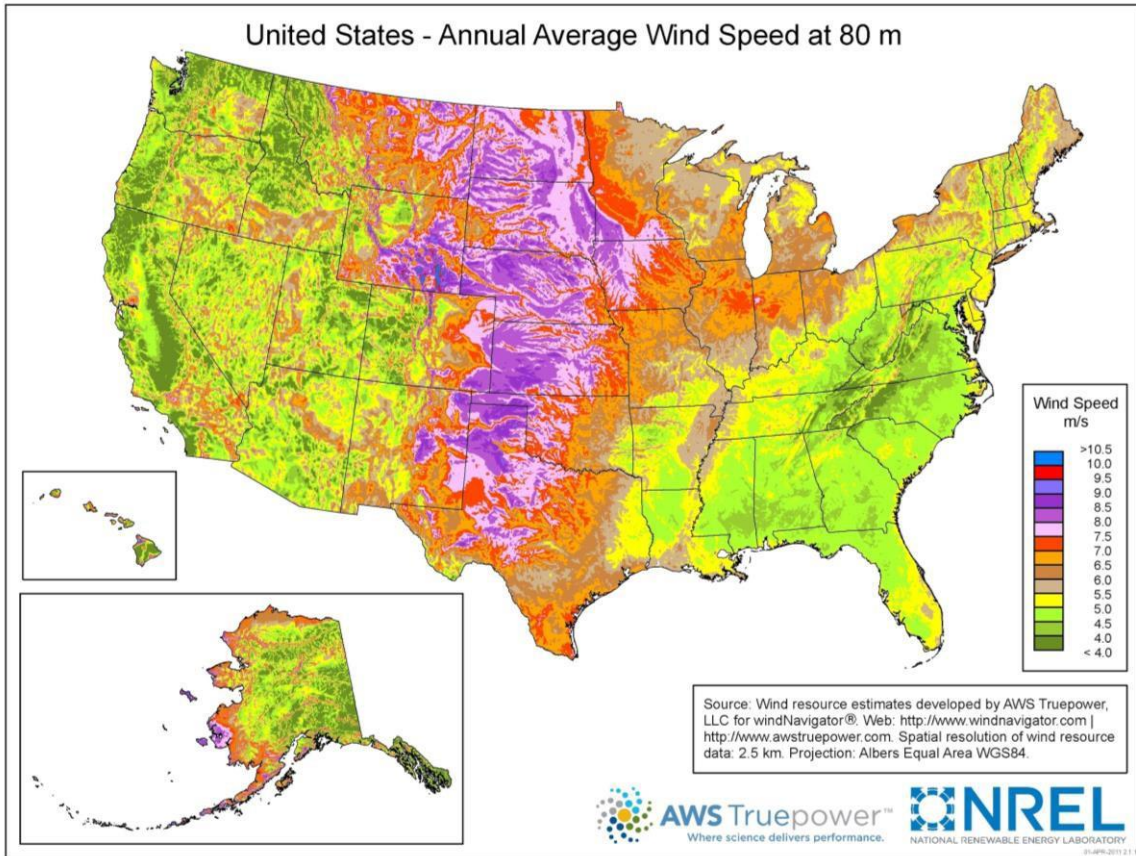 United States - Annual Average Wind Speed at 80 m
Wind Speed
m/s
>10.5
10.0
9.5
9.0
8.5
8.0
7.5
7.0
6.5
6.0
5.5
5.0
4.5
4.0
< 4.0
Source: Wind resource estimates developed by AWS Truepower,
LLC for windNavigator®. Web: http://www.windnavigator.com |
http://www.awstruepower.com. Spatial resolution of wind resource
data: 2.5 km. Projection: Albers Equal Area WGS84.
AWS Truepower™
Where science delivers performance.
NREL
NATIONAL RENEWABLE ENERGY LABORATORY